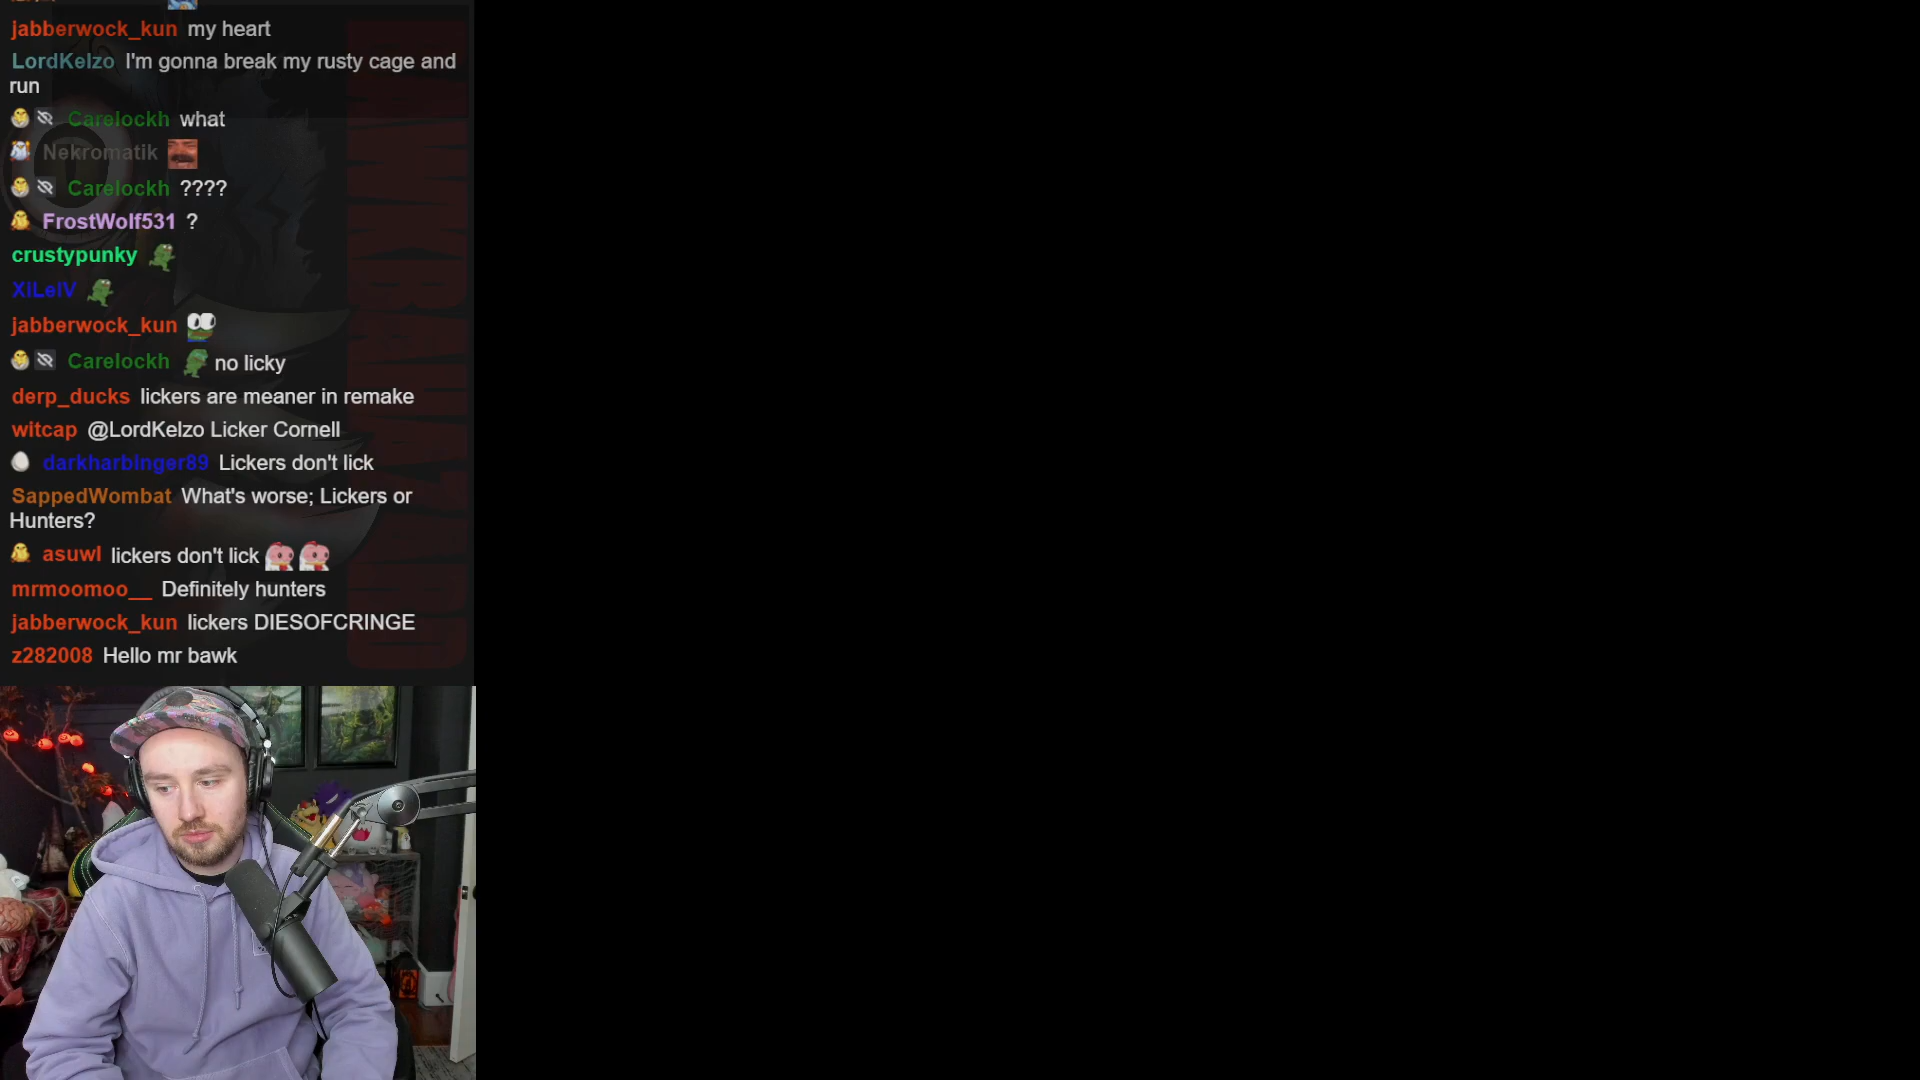 jabberwock_kun my heart
LordKelzo I'm gonna break my rusty cage and
run
Carelockh what
Nekromatik
Carelockh ????
FrostWolf531 ?
crustypunky
XILeIV
jabberwock_kun
Carelockh no licky
derp_ducks lickers are meaner in remake
witcap @LordKelzo Licker Cornell
darkharbinger89 Lickers don't lick
SappedWombat What's worse; Lickers or
Hunters?
asuwl lickers don't lick
mrmoomoo__ Definitely hunters
jabberwock_kun lickers DIESOFCRINGE
z282008 Hello mr bawk